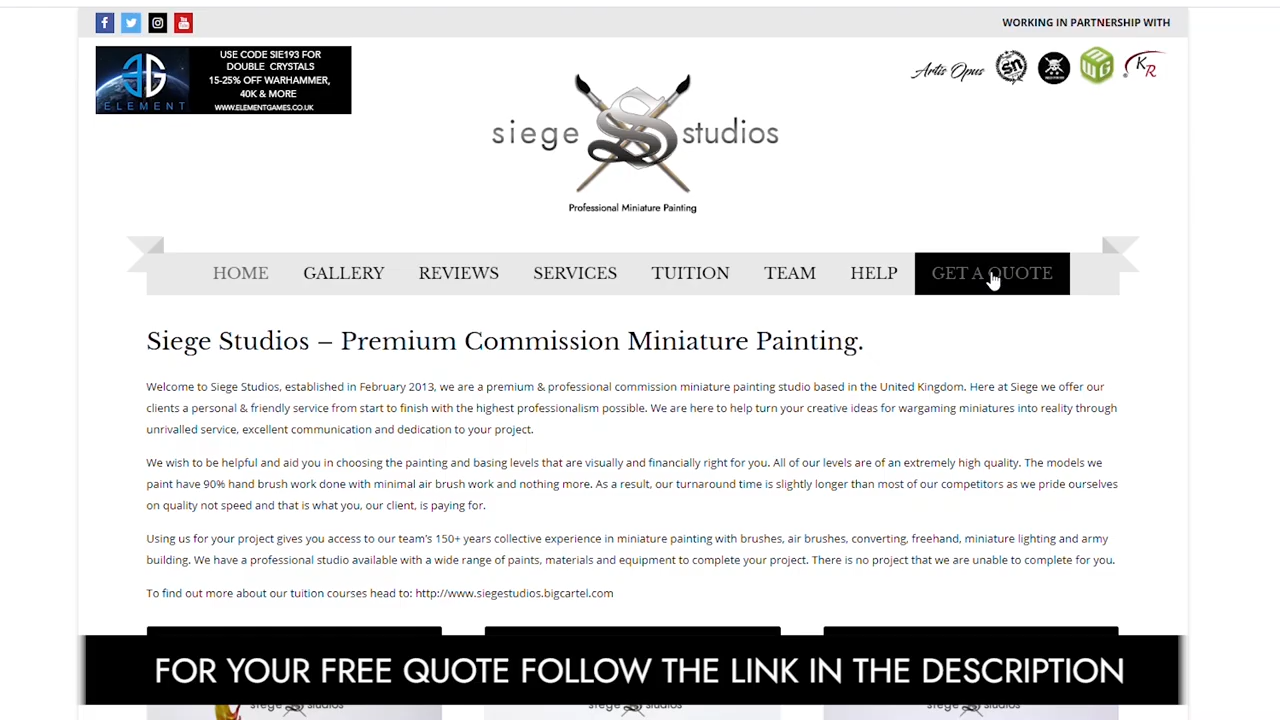 WORKING IN PARTNERSHIP WITH
USE CODE SIE193 FOR
DOUBLE CRYSTALS
15-25% OFF WARHAMMER,
40K & MORE
WWW.ELEMENTGAMES.CO.UK
ELEMENT
Artis Opus
KR
siege studios
Professional Miniature Painting
HOME GALLERY REVIEWS SERVICES TUITION TEAM HELP GET A QUOTE
Siege Studios – Premium Commission Miniature Painting.
Welcome to Siege Studios, established in February 2013, we are a premium & professional commission miniature painting studio based in the United Kingdom. Here at Siege we offer our
clients a personal & friendly service from start to finish with the highest professionalism possible. We are here to help turn your creative ideas for wargaming miniatures into reality through
unrivalled service, excellent communication and dedication to your project.
We wish to be helpful and aid you in choosing the painting and basing levels that are visually and financially right for you. All of our levels are of an extremely high quality. The models we
paint have 90% hand brush work done with minimal air brush work and nothing more. As a result, our turnaround time is slightly longer than most of our competitors as we pride ourselves
on quality not speed and that is what you, our client, is paying for.
Using us for your project gives you access to our team’s 150+ years collective experience in miniature painting with brushes, air brushes, converting, freehand, miniature lighting and army
building. We have a professional studio available with a wide range of paints, materials and equipment to complete your project. There is no project that we are unable to complete for you.
To find out more about our tuition courses head to: http://www.siegestudios.bigcartel.com
FOR YOUR FREE QUOTE FOLLOW THE LINK IN THE DESCRIPTION